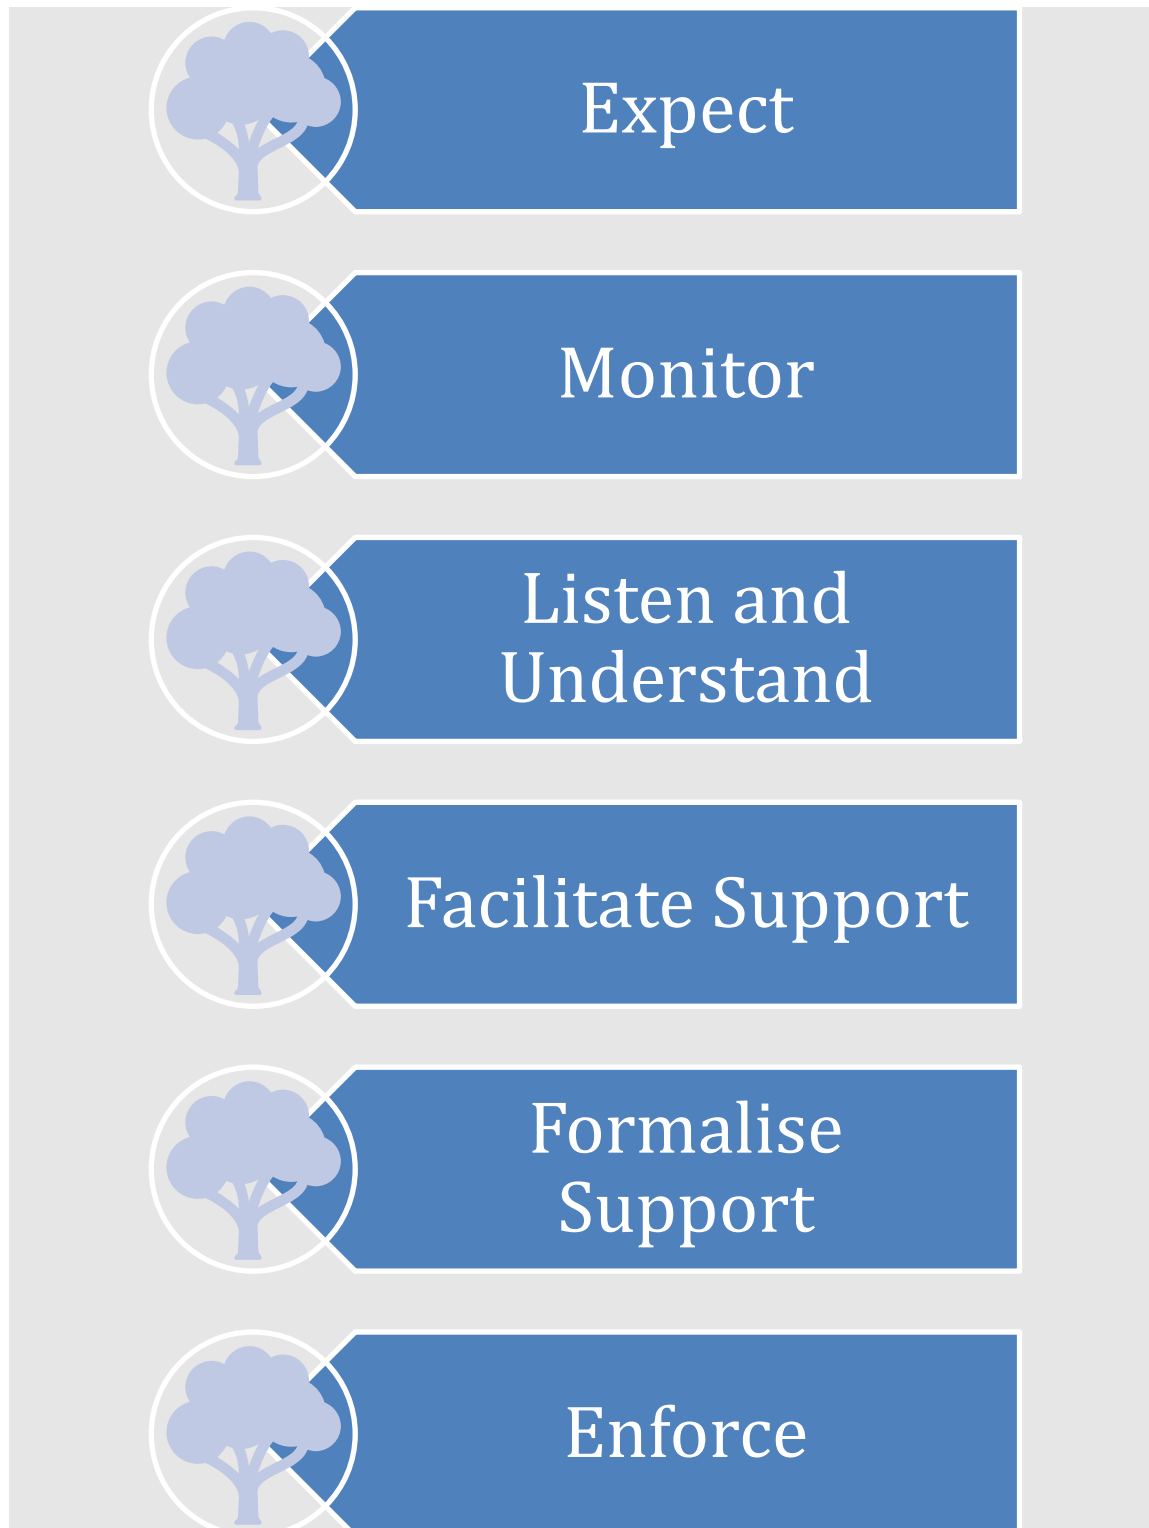 Expect
Monitor
Listen and
Understand
Facilitate Support
Formalise
Support
Enforce